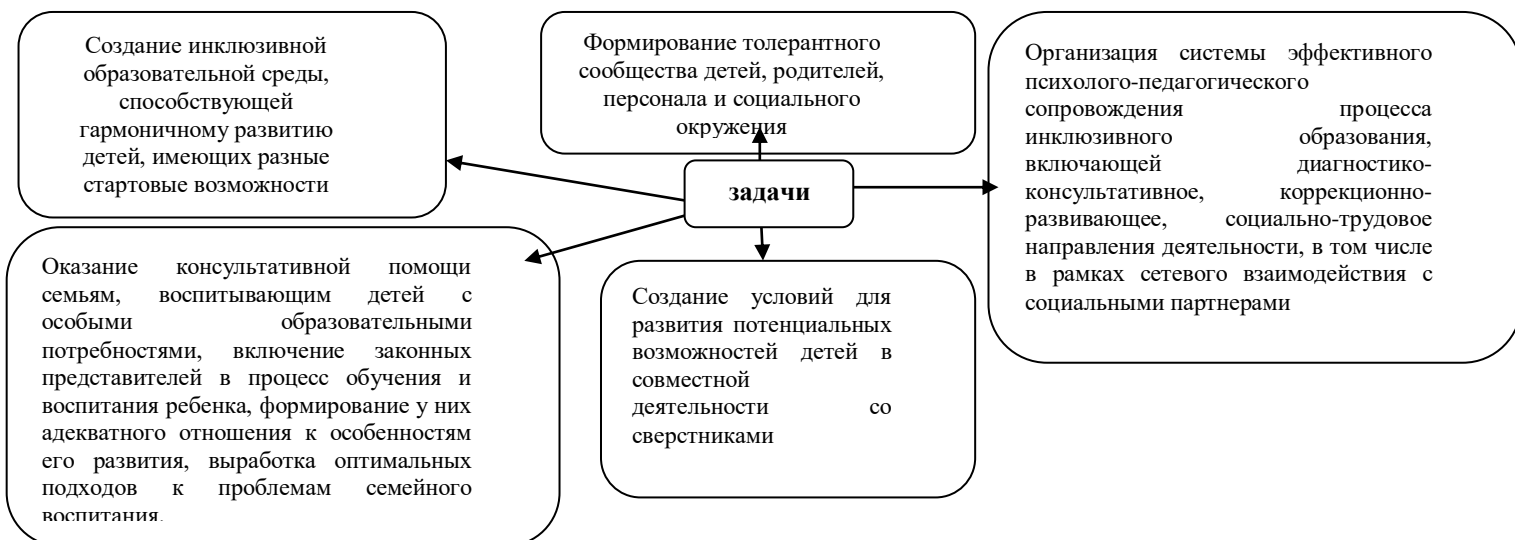 Создание инклюзивной
образовательной среды,
способствующей
гармоничному развитию
детей, имеющих разные
стартовые возможности
Формирование толерантного
сообщества детей, родителей,
персонала и социального
окружения
Организация системы эффективного
психолого-педагогического
сопровождения процесса
инклюзивного образования,
включающей диагностико-
консультативное, коррекционно-
развивающее, социально-трудовое
направления деятельности, в том числе
в рамках сетевого взаимодействия с
социальными партнерами
задачи
Оказание консультативной помощи
семьям, воспитывающим детей с
особыми образовательными
потребностями, включение законных
представителей в процесс обучения и
воспитания ребенка, формирование у них
адекватного отношения к особенностям
его развития, выработка оптимальных
подходов к проблемам семейного
воспитания.
Создание условий для
развития потенциальных
возможностей детей в
совместной
деятельности со
сверстниками